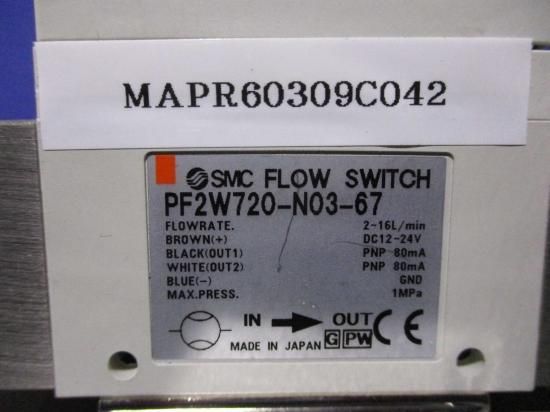 MAPR60309C042
SMC FLOW SWITCH
PF2W720-N03-67
FLOWRATE. 2-16L/min
BROWN(+) DC12-24V
BLACK(OUT1) PNP 80mA
WHITE(OUT2) PNP 80mA
BLUE(-) GND
MAX.PRESS. 1MPa
IN OUT CE
MADE IN JAPAN G PW